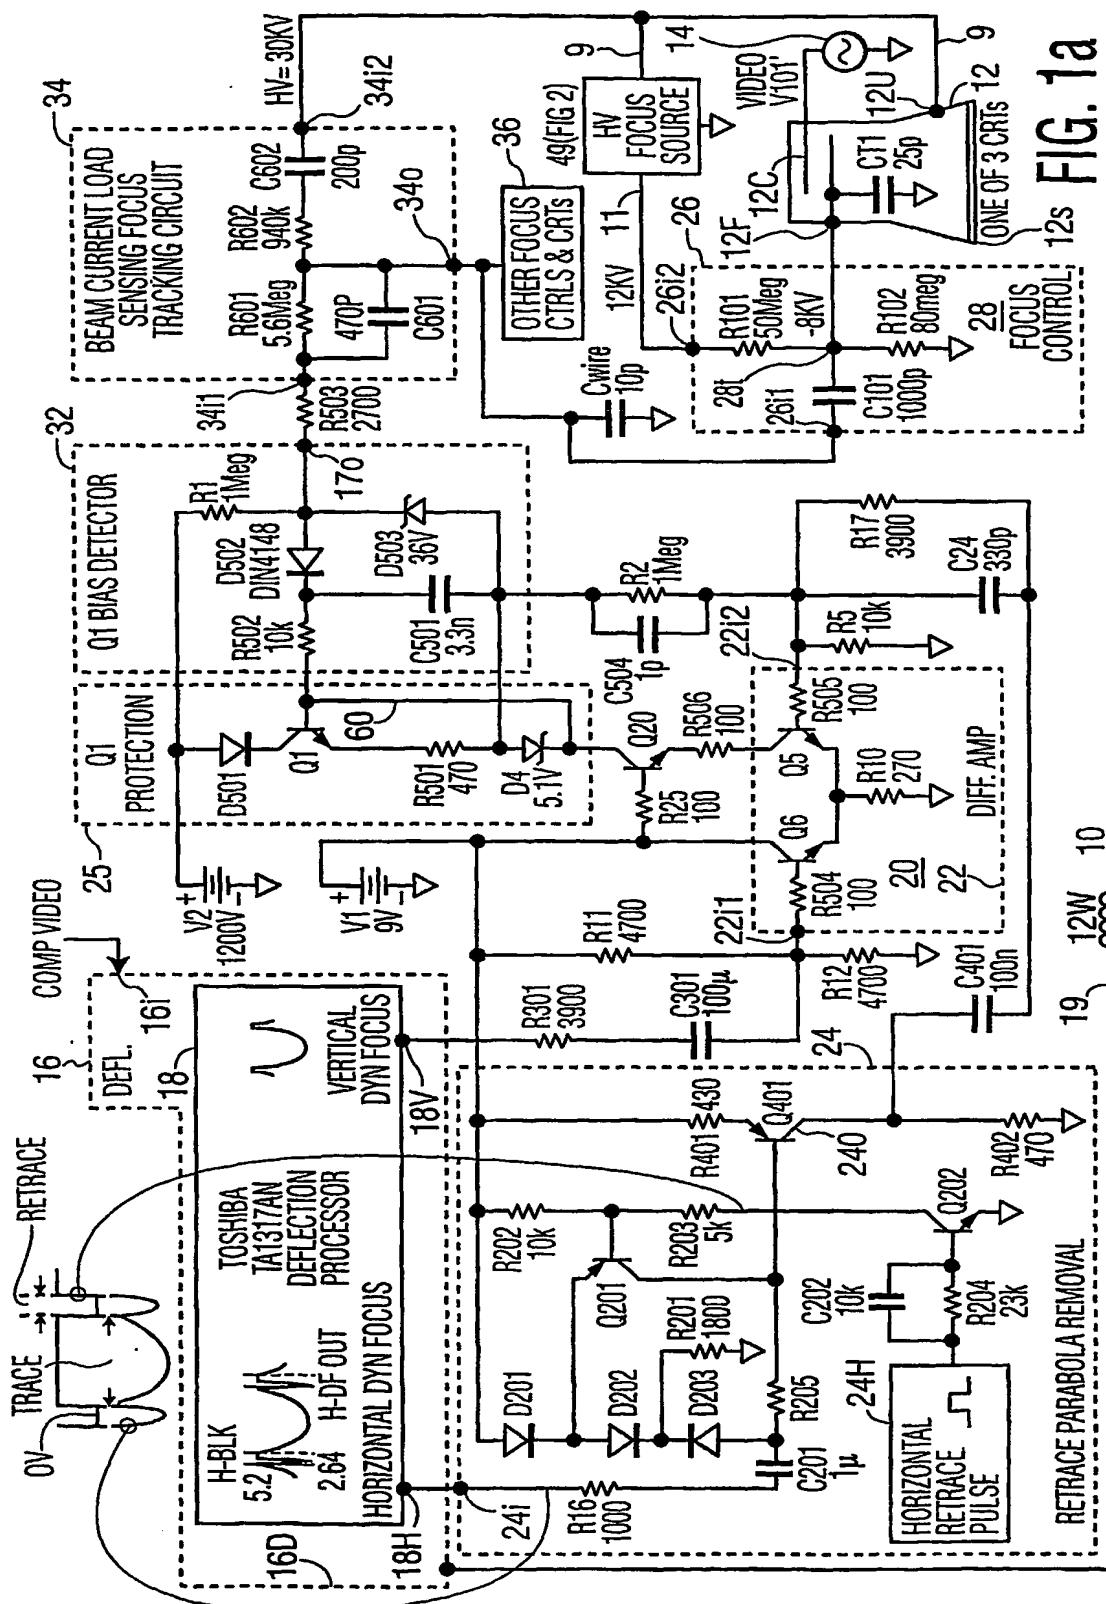 COMP VIDEO
TRACE
RETRACE
0V
16
DEFL.
16i
18
H-BLK
5.2
2.64
H-DF OUT
TOSHIBA
TA1317AN
DEFLECTION
PROCESSOR
HORIZONTAL DYN FOCUS
VERTICAL
DYN FOCUS
16D
18H
18V
25
Q1
PROTECTION
V2
1200V
+
-
V1
9V
+
-
D501
Q1
60
R501
470
D4
5.1V
32
Q1 BIAS DETECTOR
R1
1Meg
D502
DIN4148
R502
10k
D503
36V
C501
3.3n
17o
R503
2700
34
BEAM CURRENT LOAD
SENSING FOCUS
TRACKING CIRCUIT
34i1
R601
5.6Meg
470P
C601
R602
940k
C602
200p
34i2
34o
HV= 30KV
36
OTHER FOCUS
CTRLS & CRTs
Cwire
10p
49(FIG 2)
HV
FOCUS
SOURCE
9
11
12KV
26
26i2
R101
50Meg
28t
-8KV
26i1
C101
1000p
R102
80meg
28
FOCUS
CONTROL
14
VIDEO
V101'
12C
12U
12F
CT1
25p
9
12
12s
ONE OF 3 CRTs
FIG. 1a
C504
1p
R2
1Meg
R17
3900
C24
330p
22i2
R5
10k
R505
100
Q20
R506
100
R25
100
Q5
Q6
R10
270
DIFF. AMP
20
22
R504
100
22i1
R11
4700
R12
4700
R301
3900
C301
100µ
24
C401
100n
R401
430
Q401
24O
R402
470
R202
10k
R203
5k
Q201
Q202
D201
D202
D203
R201
1800
R205
C201
1µ
R16
1000
24i
C202
10k
R204
23k
24H
HORIZONTAL
RETRACE
PULSE
RETRACE PARABOLA REMOVAL
19
12W
10